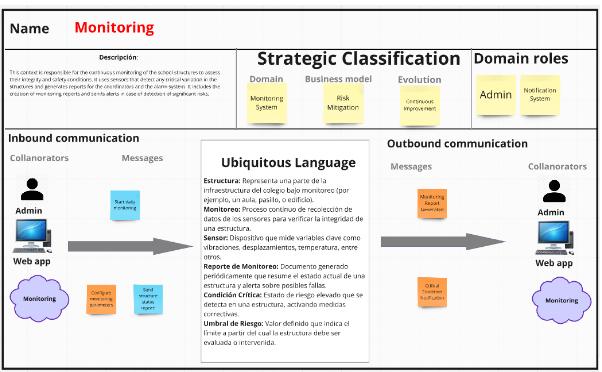 Name Monitoring
Descripción:
This context is responsible for the continuous monitoring of the school structures to assess
their integrity and safety conditions. It uses sensors that detect any critical variation in the
structures and generates reports for the coordinators and the alarm system. It includes the
creation of monitoring reports and sends alerts in case of detection of significant risks.
Strategic Classification
Domain
Business model
Evolution
Monitoring
System
Risk
Mitigation
Continuous
Improvement
Domain roles
Admin
Notification
System
Inbound communication
Collanorators
Messages
Admin
Web app
Monitoring
Start data
monitoring
Configure
monitoring
parameters
Send
structure
status
report
Ubiquitous Language
Estructura: Representa una parte de la
infraestructura del colegio bajo monitoreo (por
ejemplo, un aula, pasillo, o edificio).
Monitoreo: Proceso continuo de recolección de
datos de los sensores para verificar la integridad de
una estructura.
Sensor: Dispositivo que mide variables clave como
vibraciones, desplazamientos, temperatura, entre
otros.
Reporte de Monitoreo: Documento generado
periódicamente que resume el estado actual de una
estructura y alerta sobre posibles fallas.
Condición Crítica: Estado de riesgo elevado que se
detecta en una estructura, activando medidas
correctivas.
Umbral de Riesgo: Valor definido que indica el
límite a partir del cual la estructura debe ser
evaluada o intervenida.
Outbound communication
Messages
Collanorators
Monitoring
Report
Generated
Critical
Condition
Notification
Admin
Web app
Monitoring